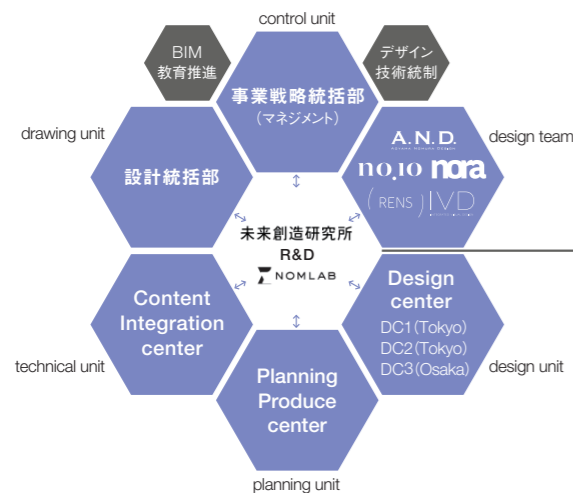 control unit
BIM
教育推進
デザイン
技術統制
事業戦略統括部
(マネジメント)
drawing unit
設計統括部
A.N.D.
AOYAMA NOMURA DESIGN
no.10
nora
(RENS)
IVD
design team
未来創造研究所
R&D
NOMLAB
Content
Integration
center
technical unit
Design
center
DC1(Tokyo)
DC2(Tokyo)
DC3(Osaka)
design unit
Planning
Produce
center
planning unit